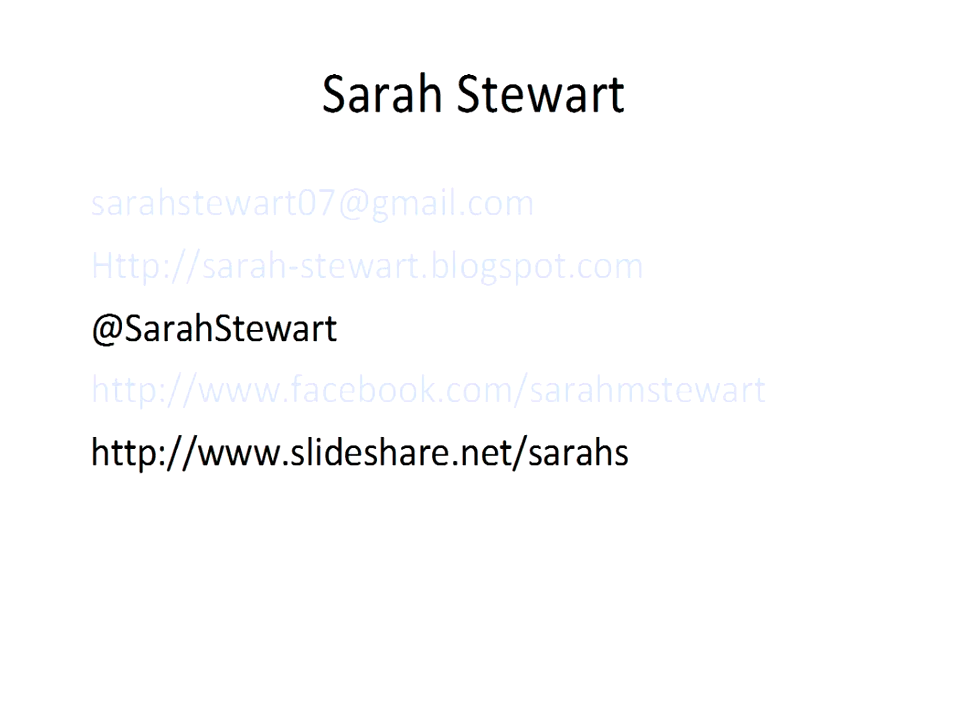 Sarah Stewart
sarahstewart07@gmail.com
Http://sarah-stewart.blogspot.com
@SarahStewart
http://www.facebook.com/sarahmstewart
http://www.slideshare.net/sarahs